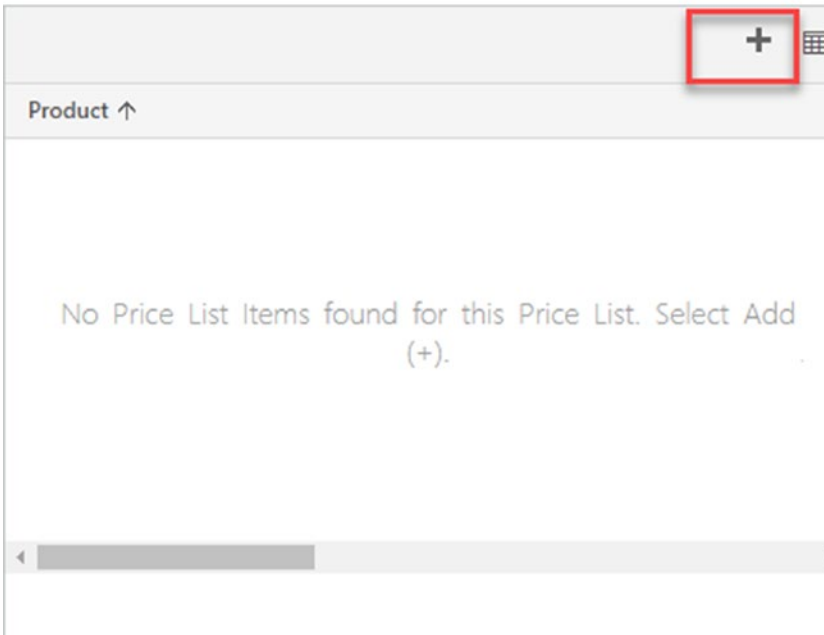 Product ↑
No Price List Items found for this Price List. Select Add
(+).